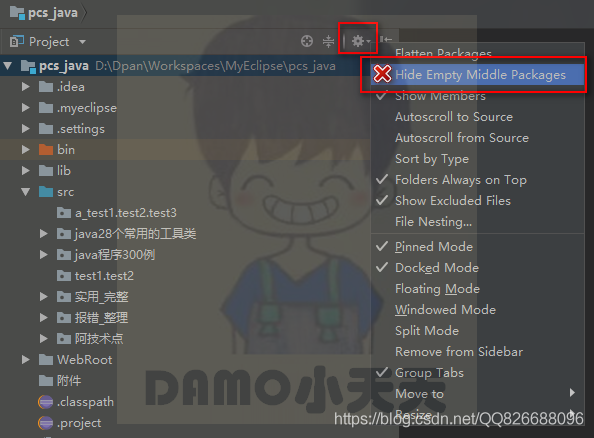 pcs_java
Project
pcs_java D:\Dpan\Workspaces\MyEclipse\pcs_java
.idea
.myeclipse
.settings
bin
lib
src
a_test1.test2.test3
java28个常用的工具类
java程序300例
test1.test2
实用_完整
报错_整理
阿技术点
WebRoot
附件
.classpath
.project
Flatten Packages
Hide Empty Middle Packages
Show Members
Autoscroll to Source
Autoscroll from Source
Sort by Type
Folders Always on Top
Show Excluded Files
File Nesting...
Pinned Mode
Docked Mode
Floating Mode
Windowed Mode
Split Mode
Remove from Sidebar
Group Tabs
Move to
Resize
DAMO小天天
https://blog.csdn.net/QQ826688096